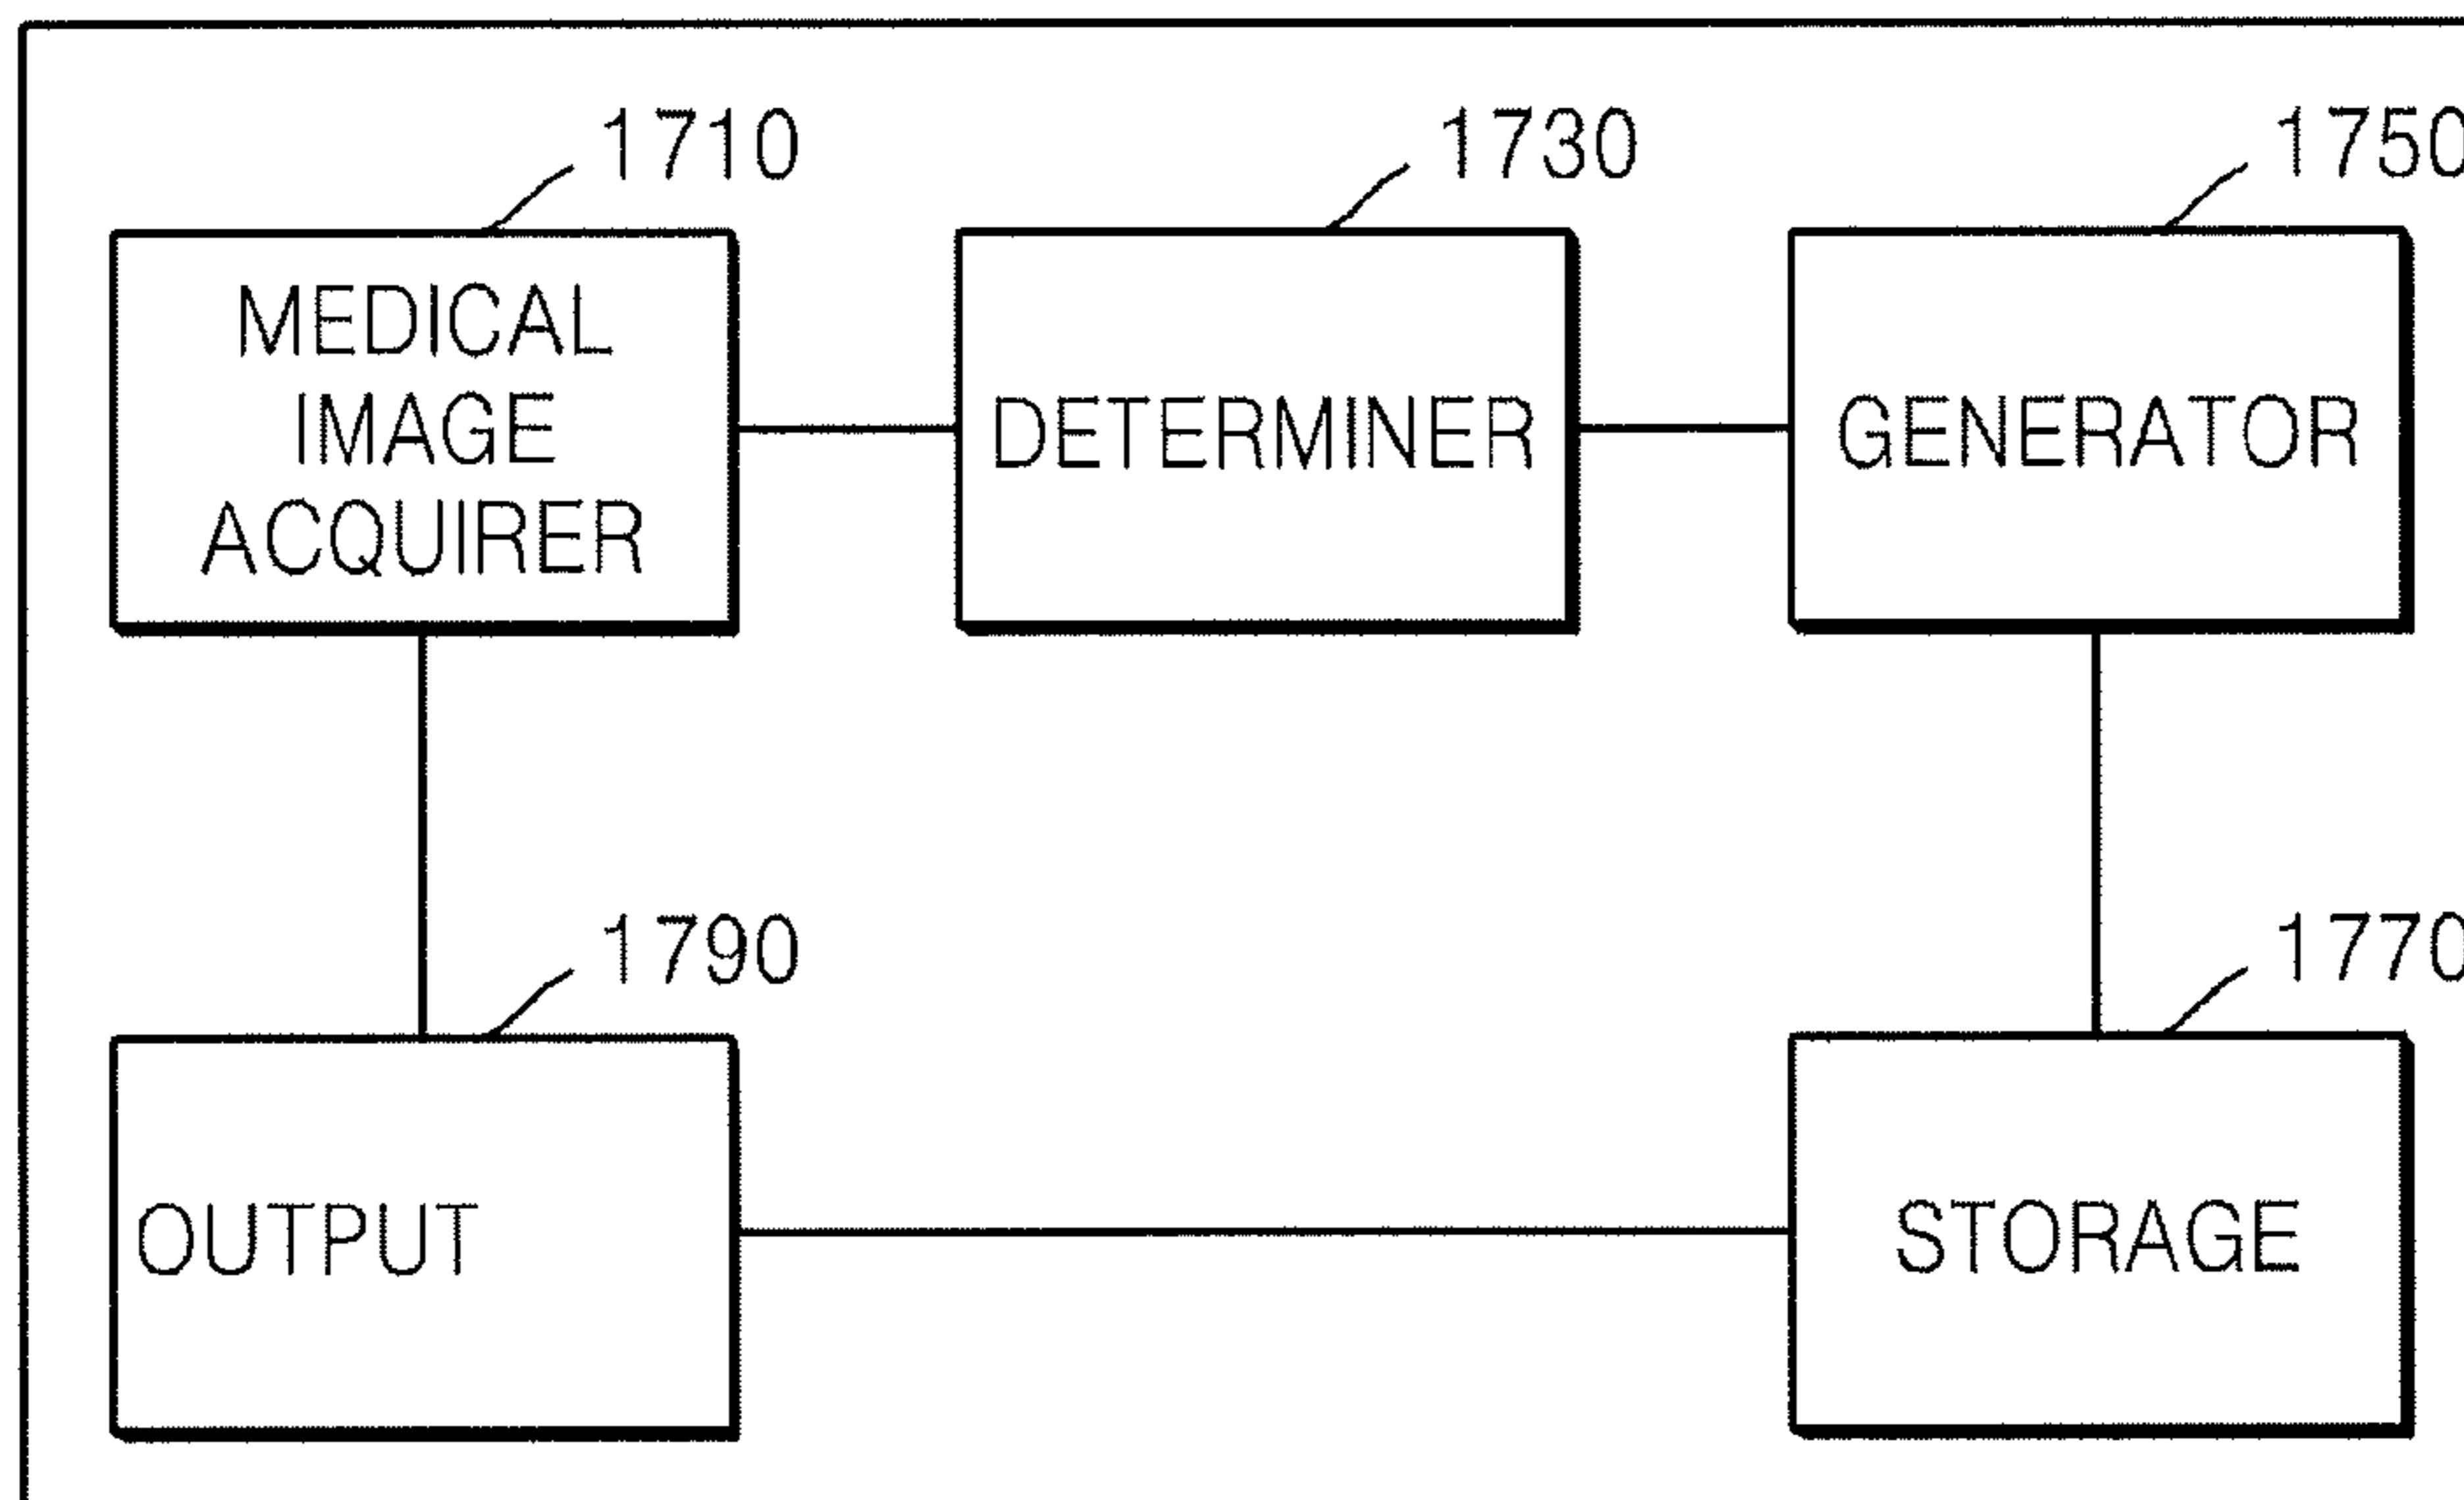 1710
1730
1750
MEDICAL
IMAGE
ACQUIRER
DETERMINER
GENERATOR
1790
1770
OUTPUT
STORAGE